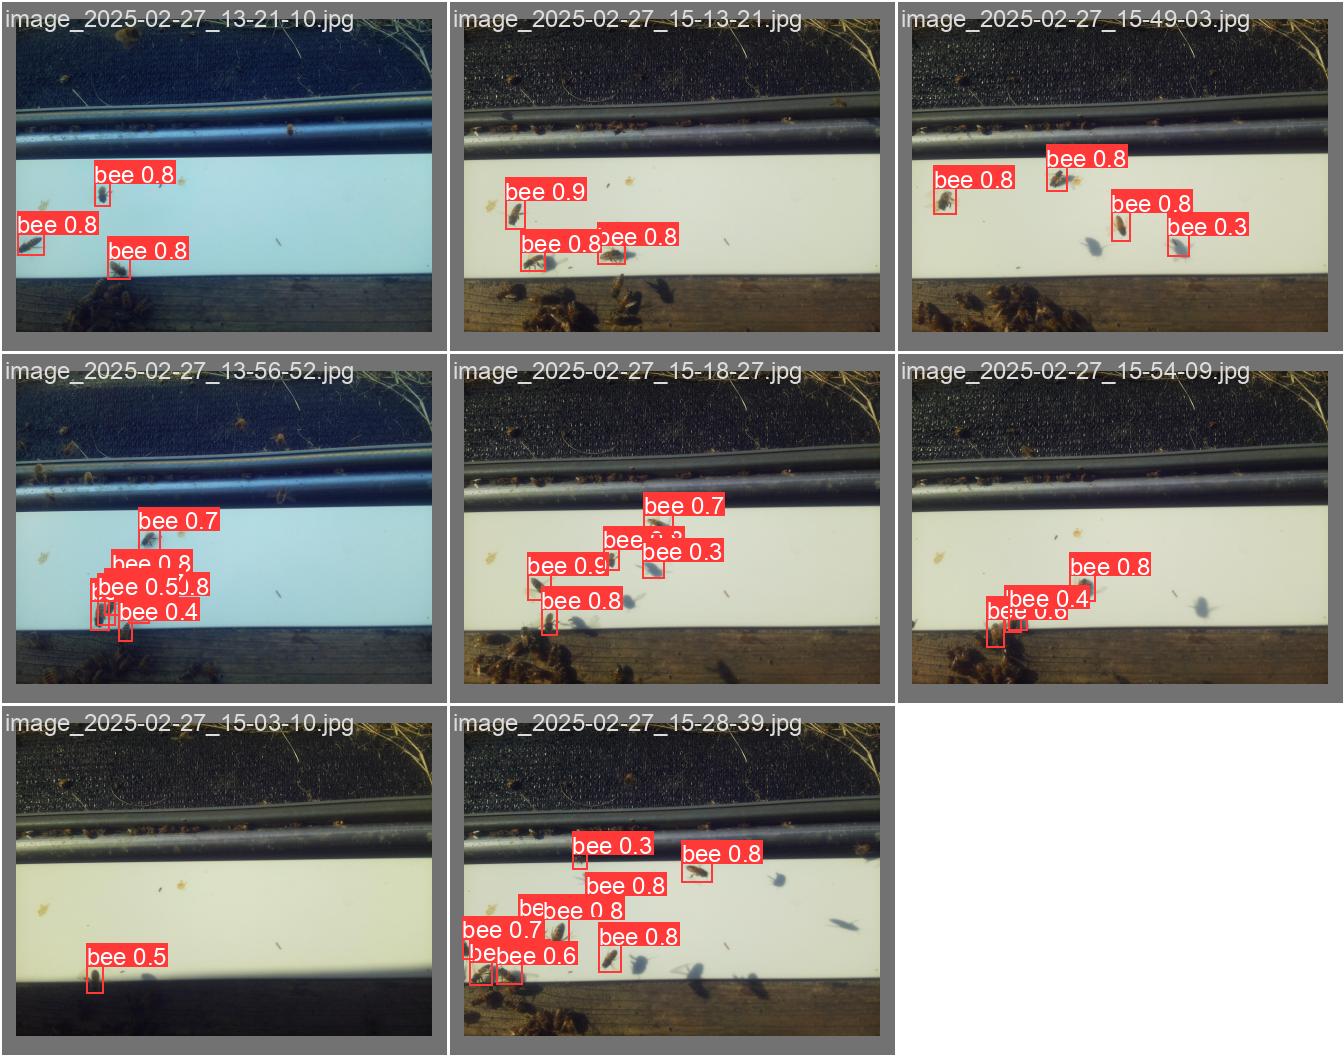 image_2025-02-27_13-21-10.jpg
bee 0.8
bee 0.8
bee 0.8
image_2025-02-27_15-13-21.jpg
bee 0.9
bee 0.8
bee 0.8
image_2025-02-27_15-49-03.jpg
bee 0.8
bee 0.8
bee 0.8
bee 0.3
image_2025-02-27_13-56-52.jpg
bee 0.7
bee 0.8
bee 0.5
0.8
bee 0.4
image_2025-02-27_15-18-27.jpg
bee 0.7
bee
bee 0.3
bee 0.9
bee 0.8
image_2025-02-27_15-54-09.jpg
bee 0.8
bee 0.4
bee 0.6
image_2025-02-27_15-03-10.jpg
bee 0.5
image_2025-02-27_15-28-39.jpg
bee 0.3
bee 0.8
bee 0.8
bee 0.8
bee 0.7
bee 0.8
bee 0.6